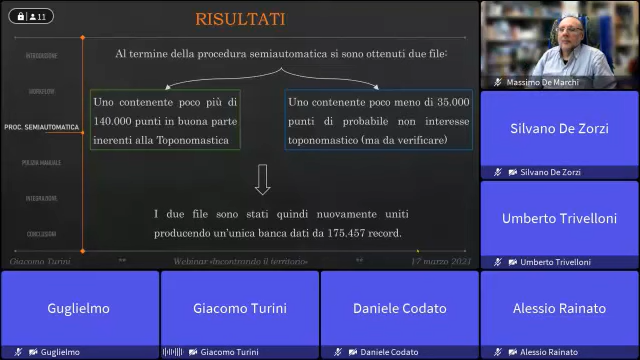 11
RISULTATI
Al termine della procedura semiautomatica si sono ottenuti due file:
INTRODUZIONE
WORKFLOW
PROC. SEMIAUTOMATICA
PULIZIA MANUALE
INTEGRAZIONE
CONCLUSIONI
Uno contenente poco più di
140.000 punti in buona parte
inerenti alla Toponomastica
Uno contenente poco meno di 35.000
punti di probabile non interesse
toponomastico (ma da verificare)
I due file sono stati quindi nuovamente uniti
producendo un'unica banca dati da 175.457 record.
Giacomo Turini
Webinar «Incontrando il territorio»
17 marzo 2021
Massimo De Marchi
Silvano De Zorzi
Silvano De Zorzi
Umberto Trivelloni
Umberto Trivelloni
Guglielmo
Guglielmo
Giacomo Turini
Giacomo Turini
Daniele Codato
Daniele Codato
Alessio Rainato
Alessio Rainato